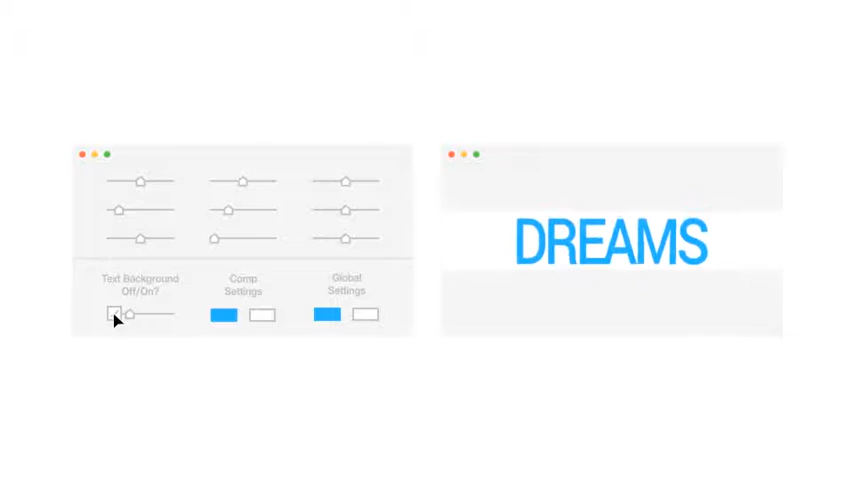 Text Background
Off/On?
Comp
Settings
Global
Settings
DREAMS